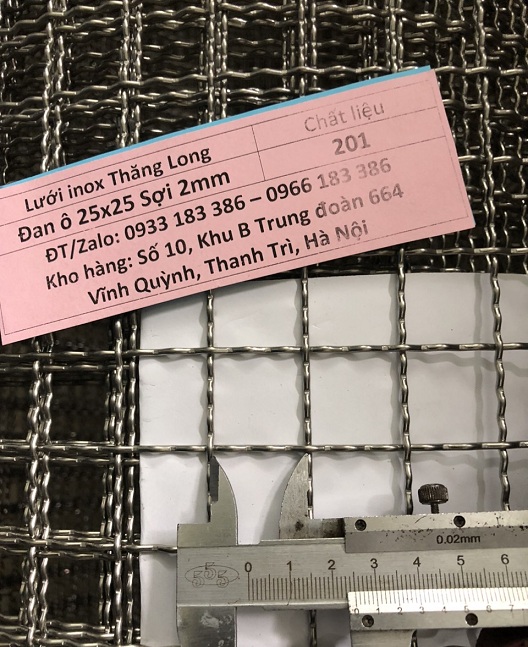 Lưới inox Thăng Long
Chất liệu
Đan ô 25x25 Sợi 2mm
201
ĐT/Zalo: 0933 183 386 – 0966 183 386
Kho hàng: Số 10, Khu B Trung đoàn 664
Vĩnh Quỳnh, Thanh Trì, Hà Nội
0.02mm
0 1 2 3 4 5 6